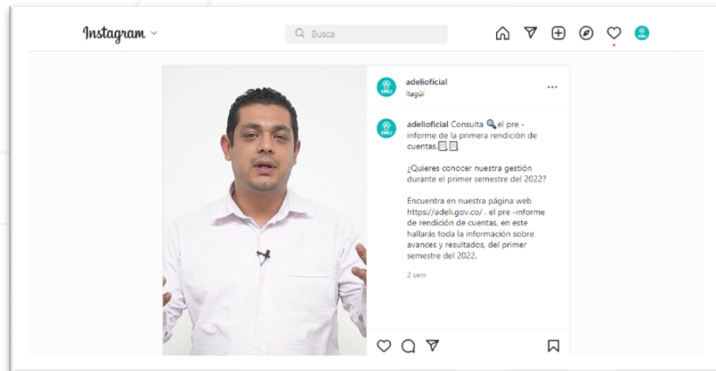 Instagram
Busca
adelioficial
Itagüí
adelioficial Consulta 🔍 el pre -
informe de la primera rendición de
cuentas.
¿Quieres conocer nuestra gestión
durante el primer semestre del 2022?
Encuentra en nuestra página web
https://adeli.gov.co/ , el pre -informe
de rendición de cuentas, en este
hallarás toda la información sobre
avances y resultados, del primer
semestre del 2022.
2 sem